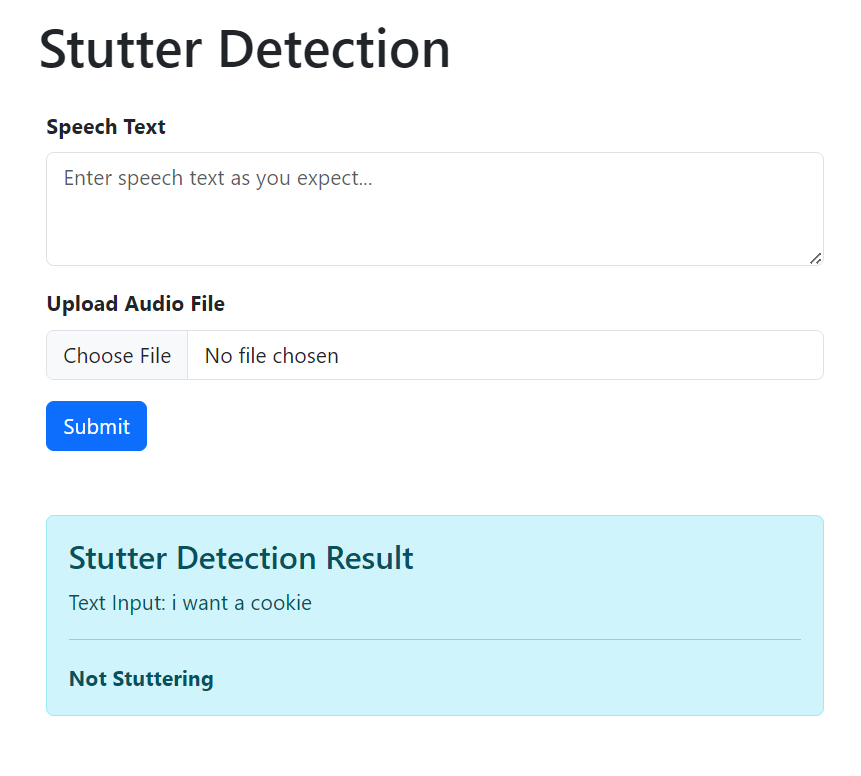 Stutter Detection
Speech Text
Enter speech text as you expect...
Upload Audio File
Choose File No file chosen
Submit
Stutter Detection Result
Text Input: i want a cookie
Not Stuttering